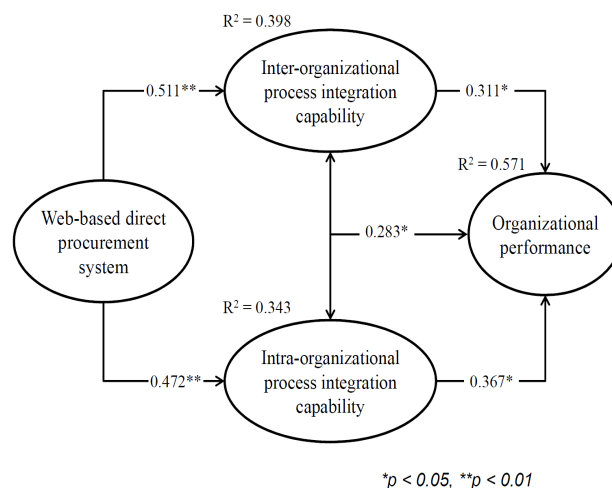 R² = 0.398
Inter-organizational
process integration
capability
0.511**
0.311*
R² = 0.571
Web-based direct
procurement
system
0.283*
Organizational
performance
R² = 0.343
Intra-organizational
process integration
capability
0.472**
0.367*
*p < 0.05, **p < 0.01